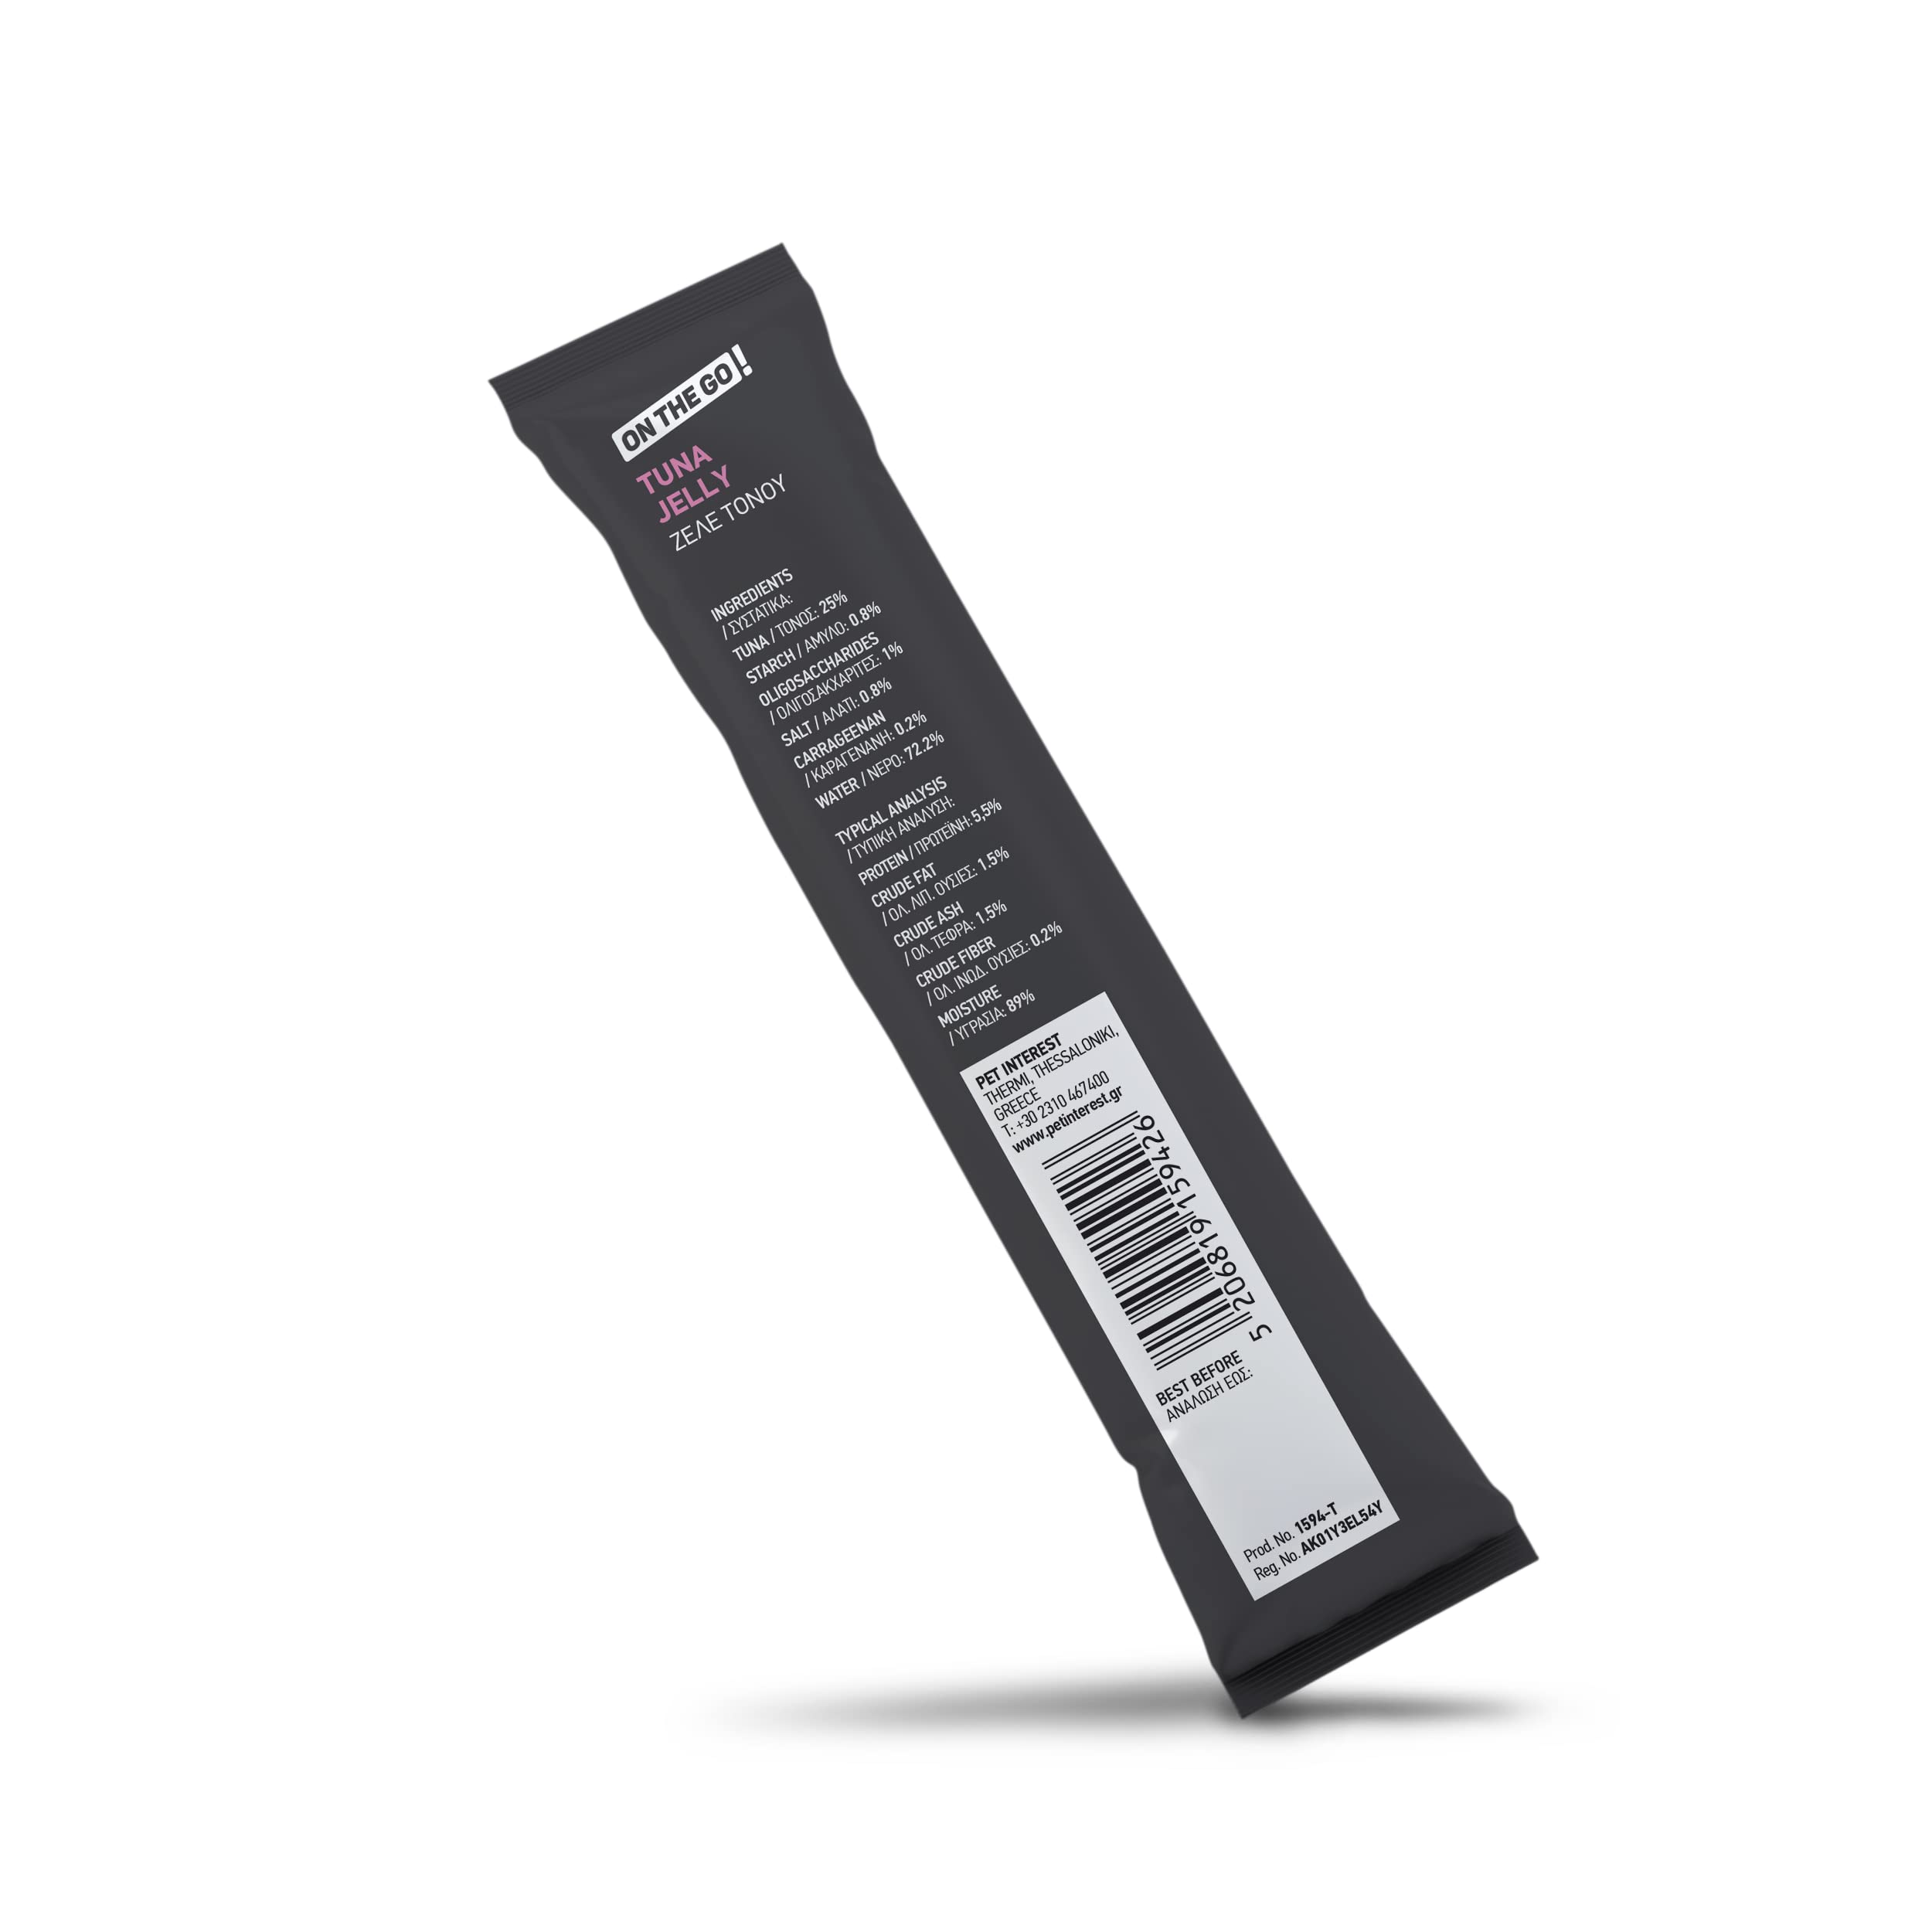 ON THE GO!
TUNA
JELLY
ΖΕΛΕ ΤΟΝΟΥ
INGREDIENTS
/ ΣΥΣΤΑΤΙΚΑ:
TUNA / ΤΟΝΟΣ: 25%
STARCH / ΑΜΥΛΟ: 0.8%
OLIGOSACCHARIDES
/ ΟΛΙΓΟΣΑΚΧΑΡΙΤΕΣ: 1%
SALT / ΑΛΑΤΙ: 0.8%
CARRAGEENAN
/ ΚΑΡΑΓΕΝΑΝΗ: 0.2%
WATER / ΝΕΡΟ: 72.2%
TYPICAL ANALYSIS
/ ΤΥΠΙΚΗ ΑΝΑΛΥΣΗ:
PROTEIN / ΠΡΩΤΕΪΝΗ: 5,5%
CRUDE FAT
/ ΟΛ. ΛΙΠ. ΟΥΣΙΕΣ: 1.5%
CRUDE ASH
/ ΟΛ. ΤΕΦΡΑ: 1.5%
CRUDE FIBER
/ ΟΛ. ΙΝΩΔ. ΟΥΣΙΕΣ: 0.2%
MOISTURE
/ ΥΓΡΑΣΙΑ: 89%
PET INTEREST
THERMI, THESSALONIKI,
GREECE
T: +30 2310 467400
www.petinterest.gr
5 206819 159426
BEST BEFORE
ΑΝΑΛΩΣΗ ΕΩΣ:
Prod. No. 1594-T
Reg. No. AK01Y3EL54Y